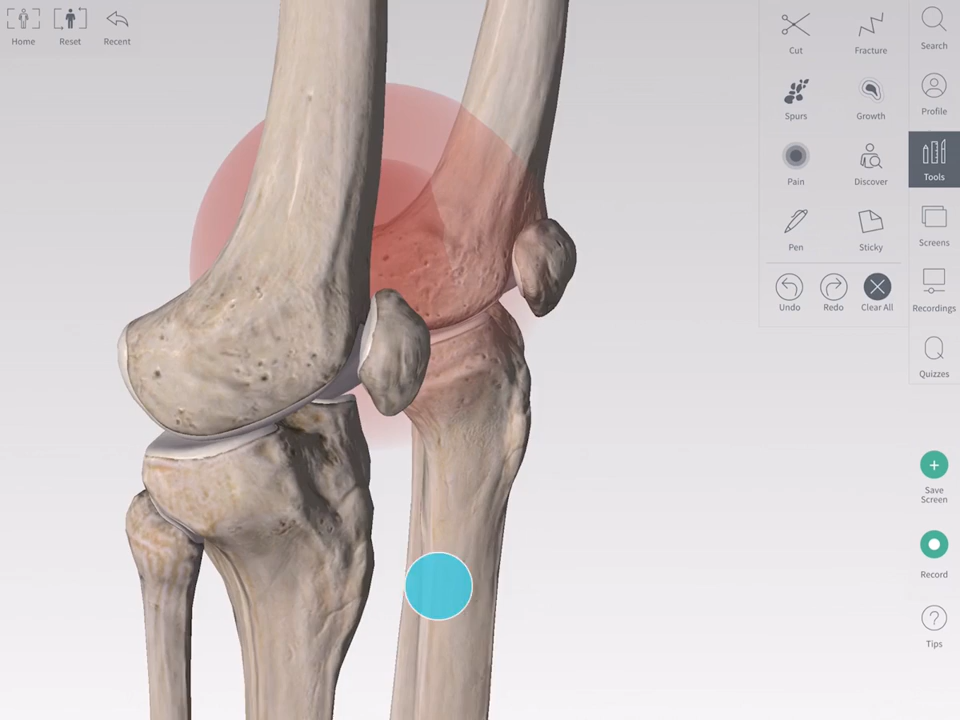 Home
Reset
Recent
Cut
Fracture
Spurs
Growth
Pain
Discover
Pen
Sticky
Undo
Redo
Clear All
Search
Profile
Tools
Screens
Recordings
Quizzes
Save
Screen
Record
Tips